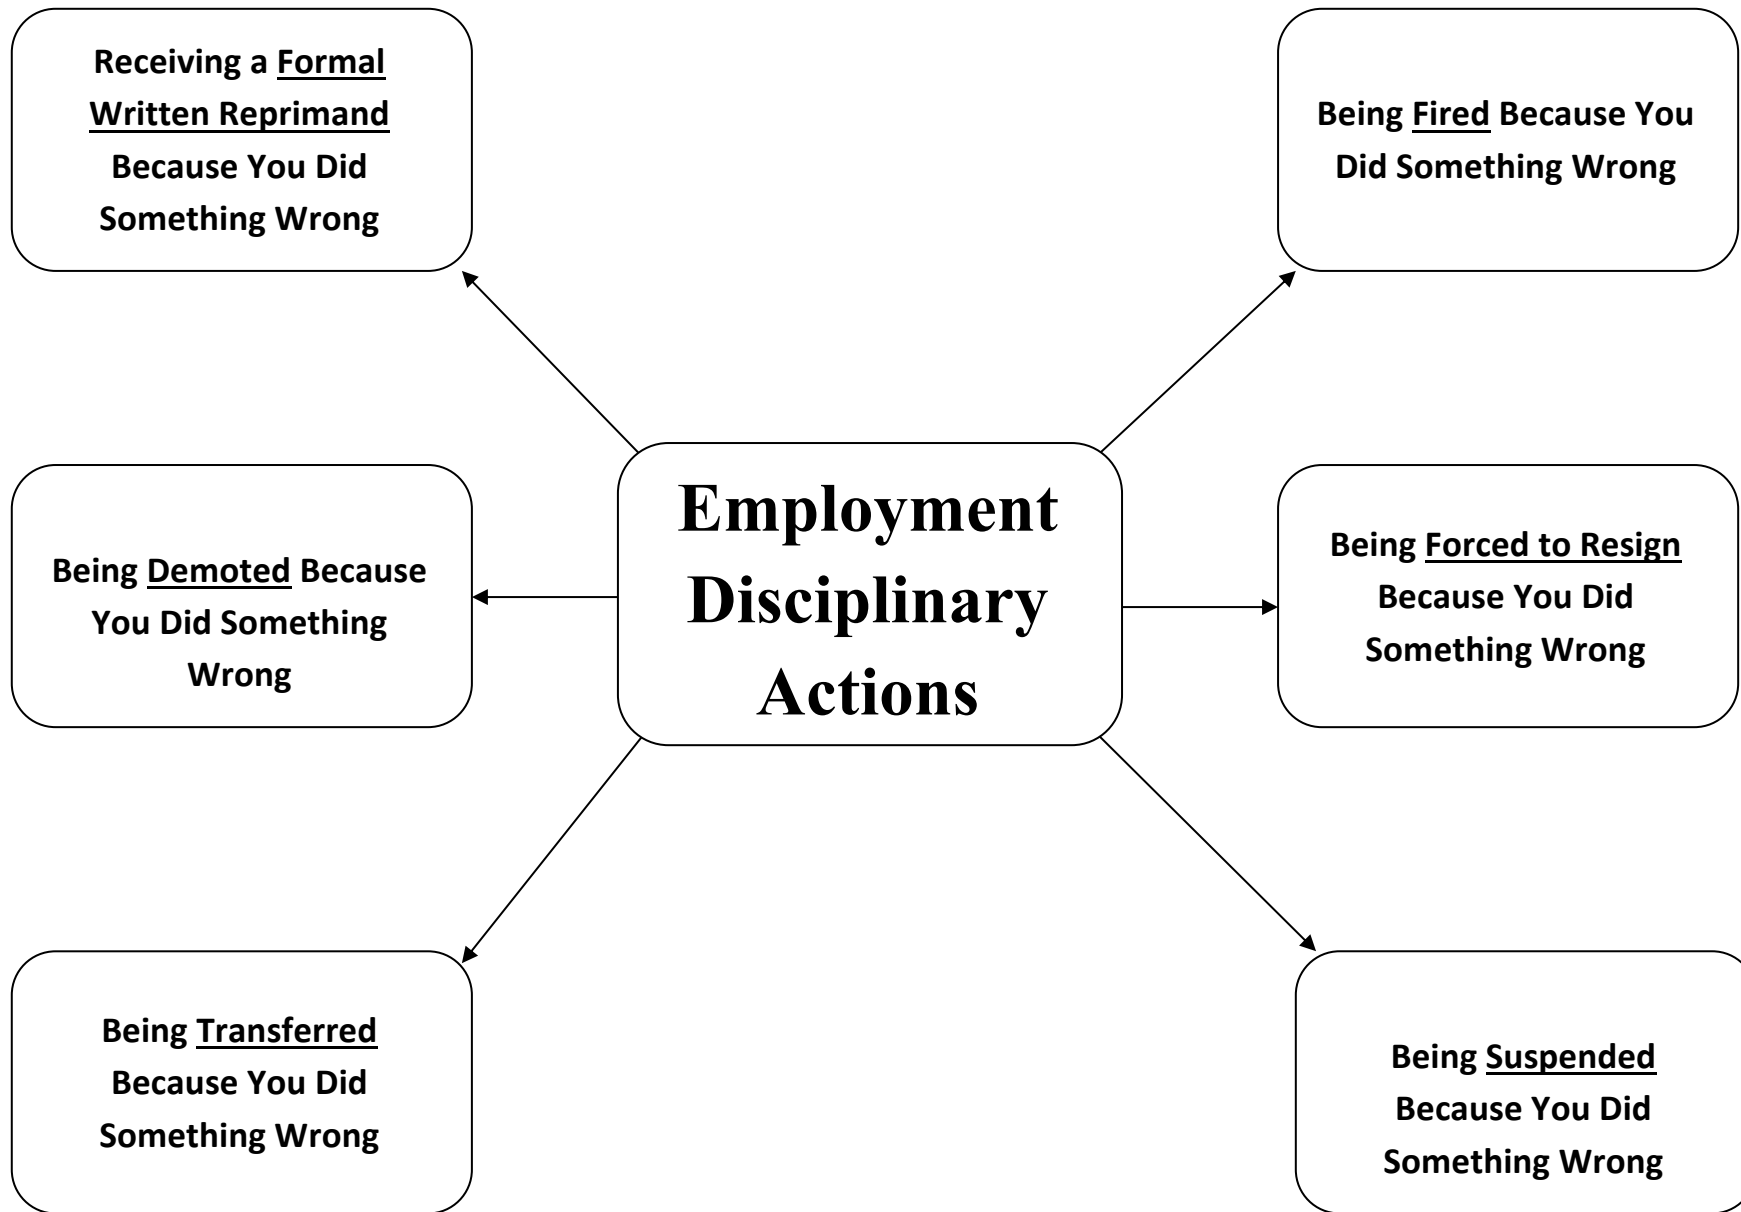 Receiving a Formal
Written Reprimand
Because You Did
Something Wrong
Being Fired Because You
Did Something Wrong
Employment
Disciplinary
Actions
Being Demoted Because
You Did Something
Wrong
Being Forced to Resign
Because You Did
Something Wrong
Being Transferred
Because You Did
Something Wrong
Being Suspended
Because You Did
Something Wrong